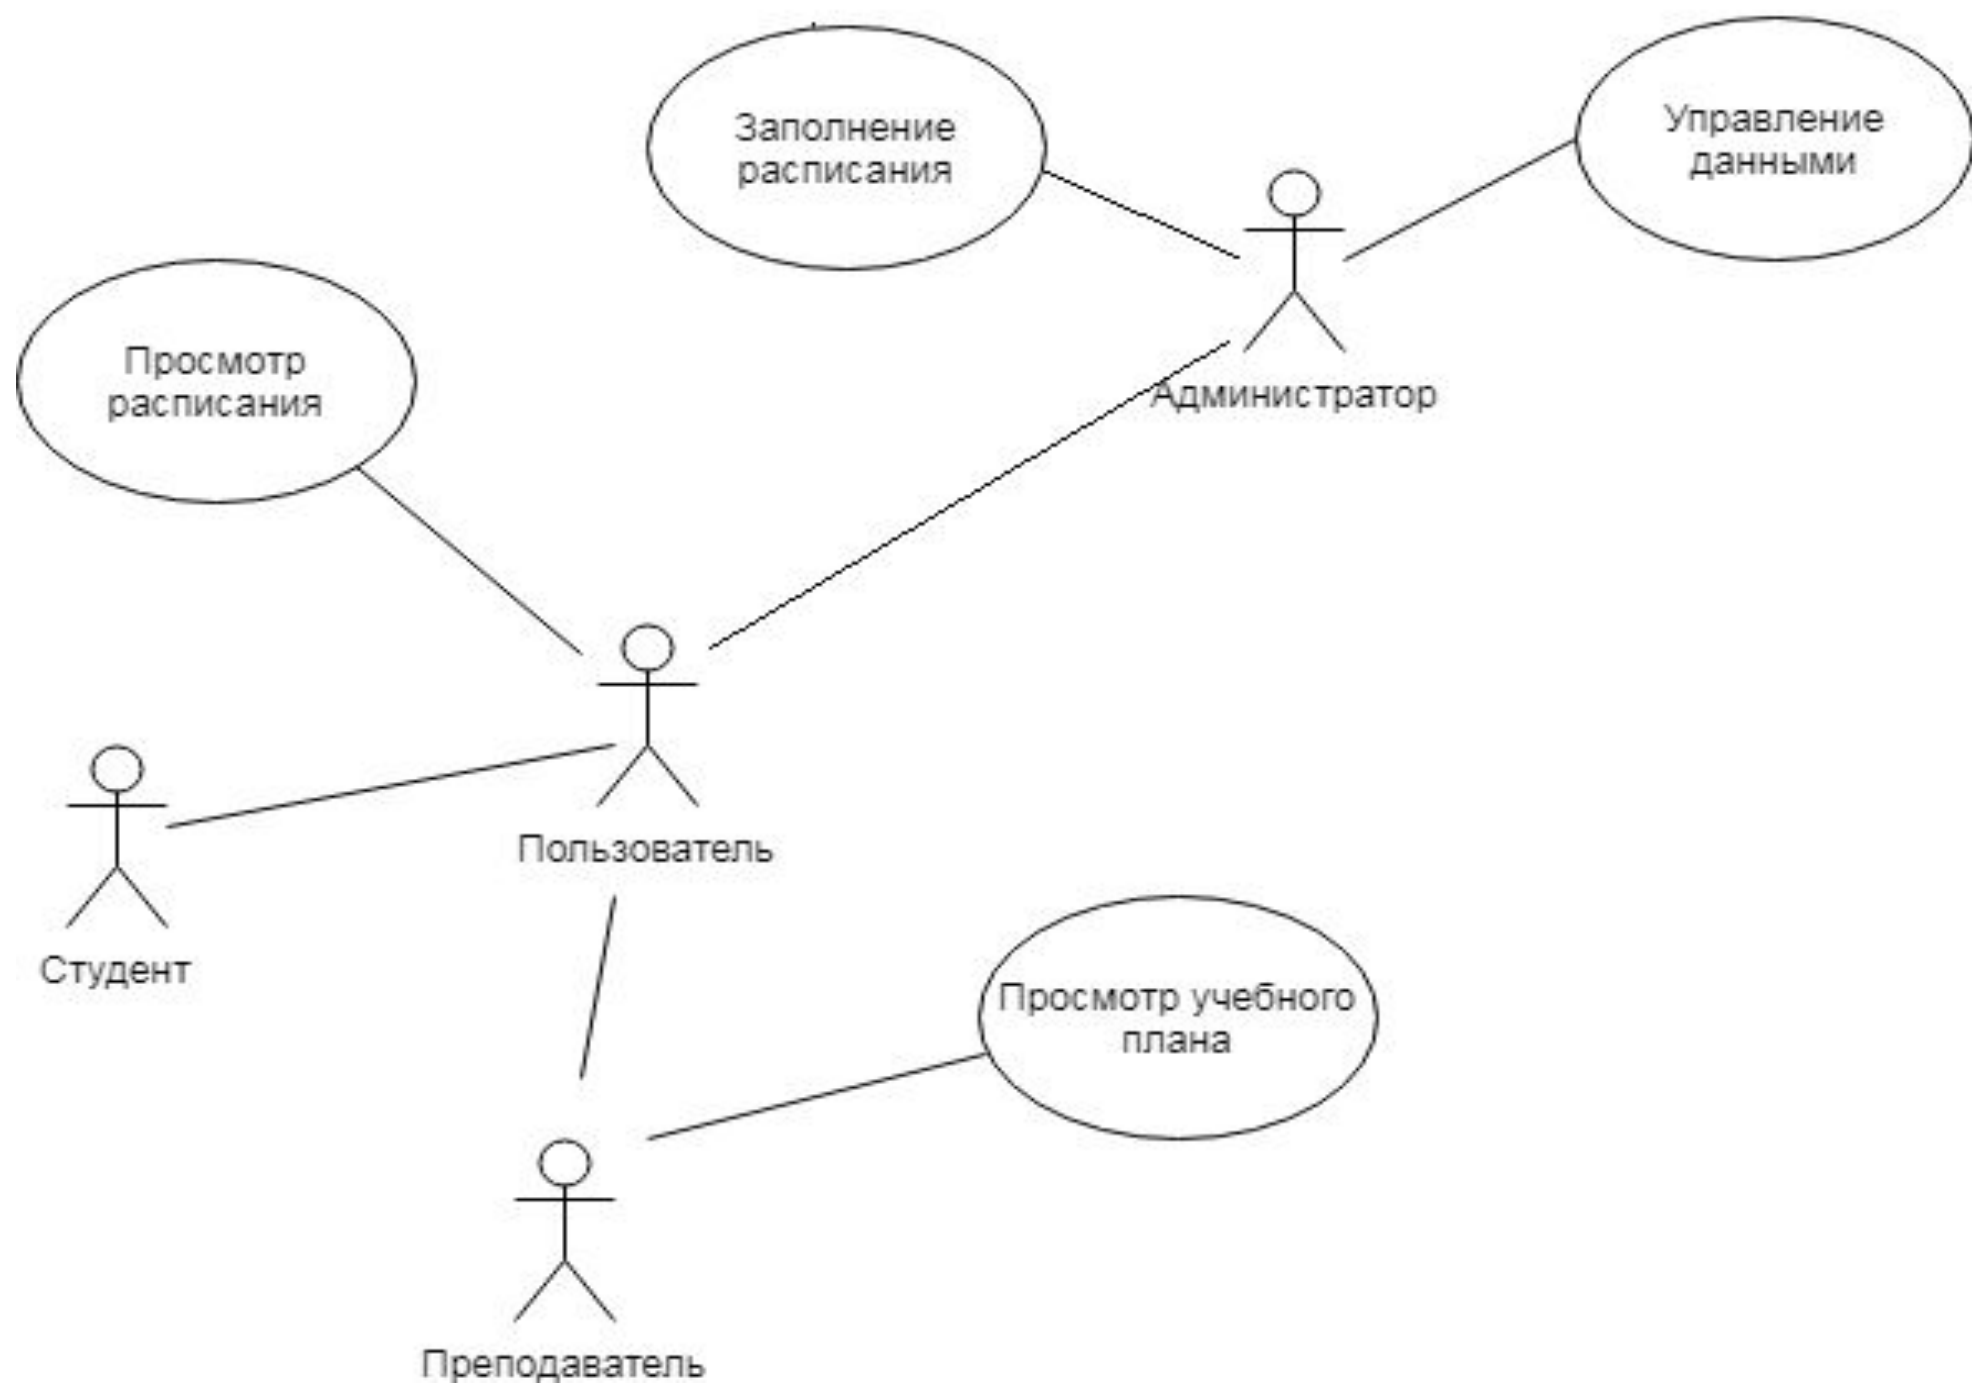 Заполнение
расписания
Управление
данными
Просмотр
расписания
Администратор
Пользователь
Студент
Просмотр учебного
плана
Преподаватель